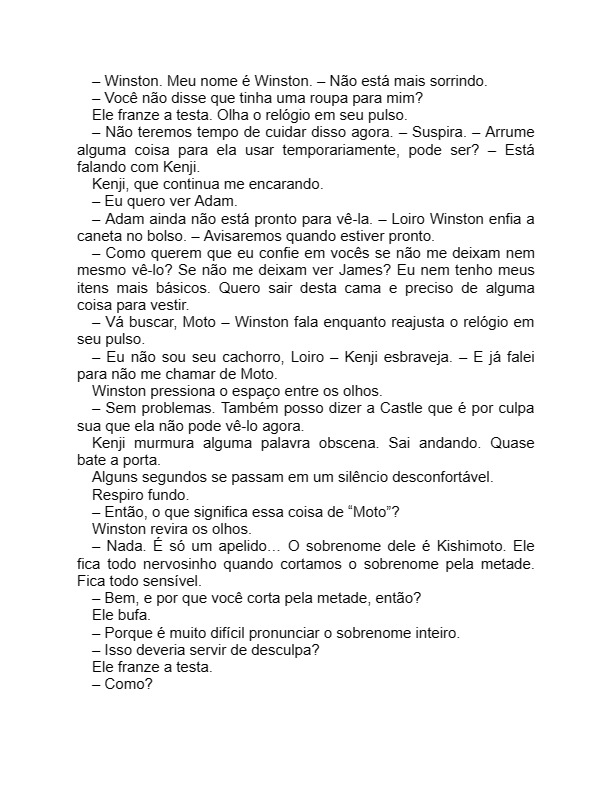 – Winston. Meu nome é Winston. – Não está mais sorrindo.
– Você não disse que tinha uma roupa para mim?
Ele franze a testa. Olha o relógio em seu pulso.
– Não teremos tempo de cuidar disso agora. – Suspira. – Arrume
alguma coisa para ela usar temporariamente, pode ser? – Está
falando com Kenji.
Kenji, que continua me encarando.
– Eu quero ver Adam.
– Adam ainda não está pronto para vê-la. – Loiro Winston enfia a
caneta no bolso. – Avisaremos quando estiver pronto.
– Como querem que eu confie em vocês se não me deixam nem
mesmo vê-lo? Se não me deixam ver James? Eu nem tenho meus
itens mais básicos. Quero sair desta cama e preciso de alguma
coisa para vestir.
– Vá buscar, Moto – Winston fala enquanto reajusta o relógio em
seu pulso.
– Eu não sou seu cachorro, Loiro – Kenji esbraveja. – E já falei
para não me chamar de Moto.
Winston pressiona o espaço entre os olhos.
– Sem problemas. Também posso dizer a Castle que é por culpa
sua que ela não pode vê-lo agora.
Kenji murmura alguma palavra obscena. Sai andando. Quase
bate a porta.
Alguns segundos se passam em um silêncio desconfortável.
Respiro fundo.
– Então, o que significa essa coisa de “Moto”?
Winston revira os olhos.
– Nada. É só um apelido… O sobrenome dele é Kishimoto. Ele
fica todo nervosinho quando cortamos o sobrenome pela metade.
Fica todo sensível.
– Bem, e por que você corta pela metade, então?
Ele bufa.
– Porque é muito difícil pronunciar o sobrenome inteiro.
– Isso deveria servir de desculpa?
Ele franze a testa.
– Como?